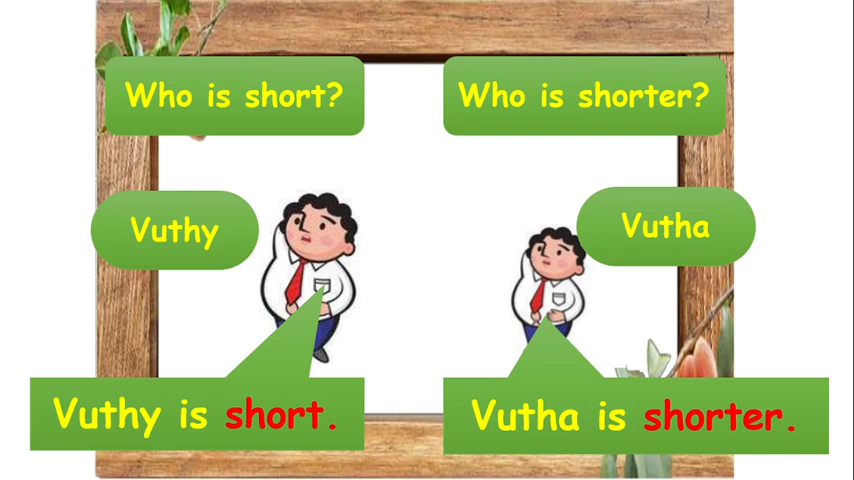 Who is short?
Who is shorter?
Vuthy
Vutha
Vuthy is short.
Vutha is shorter.